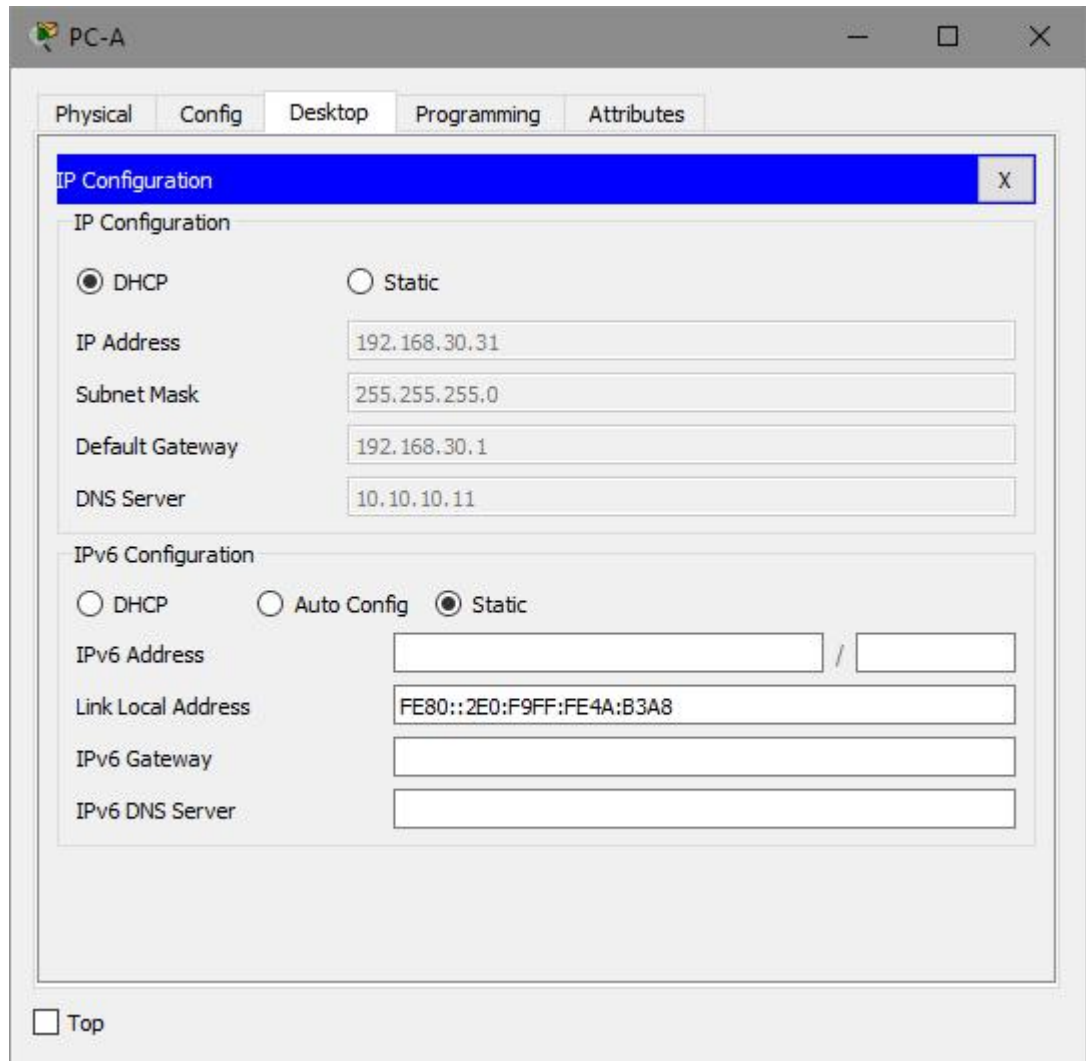 PC-A
Physical Config Desktop Programming Attributes
IP Configuration X
IP Configuration
DHCP Static
IP Address 192.168.30.31
Subnet Mask 255.255.255.0
Default Gateway 192.168.30.1
DNS Server 10.10.10.11
IPv6 Configuration
DHCP Auto Config Static
IPv6 Address /
Link Local Address FE80::2E0:F9FF:FE4A:B3A8
IPv6 Gateway
IPv6 DNS Server
Top